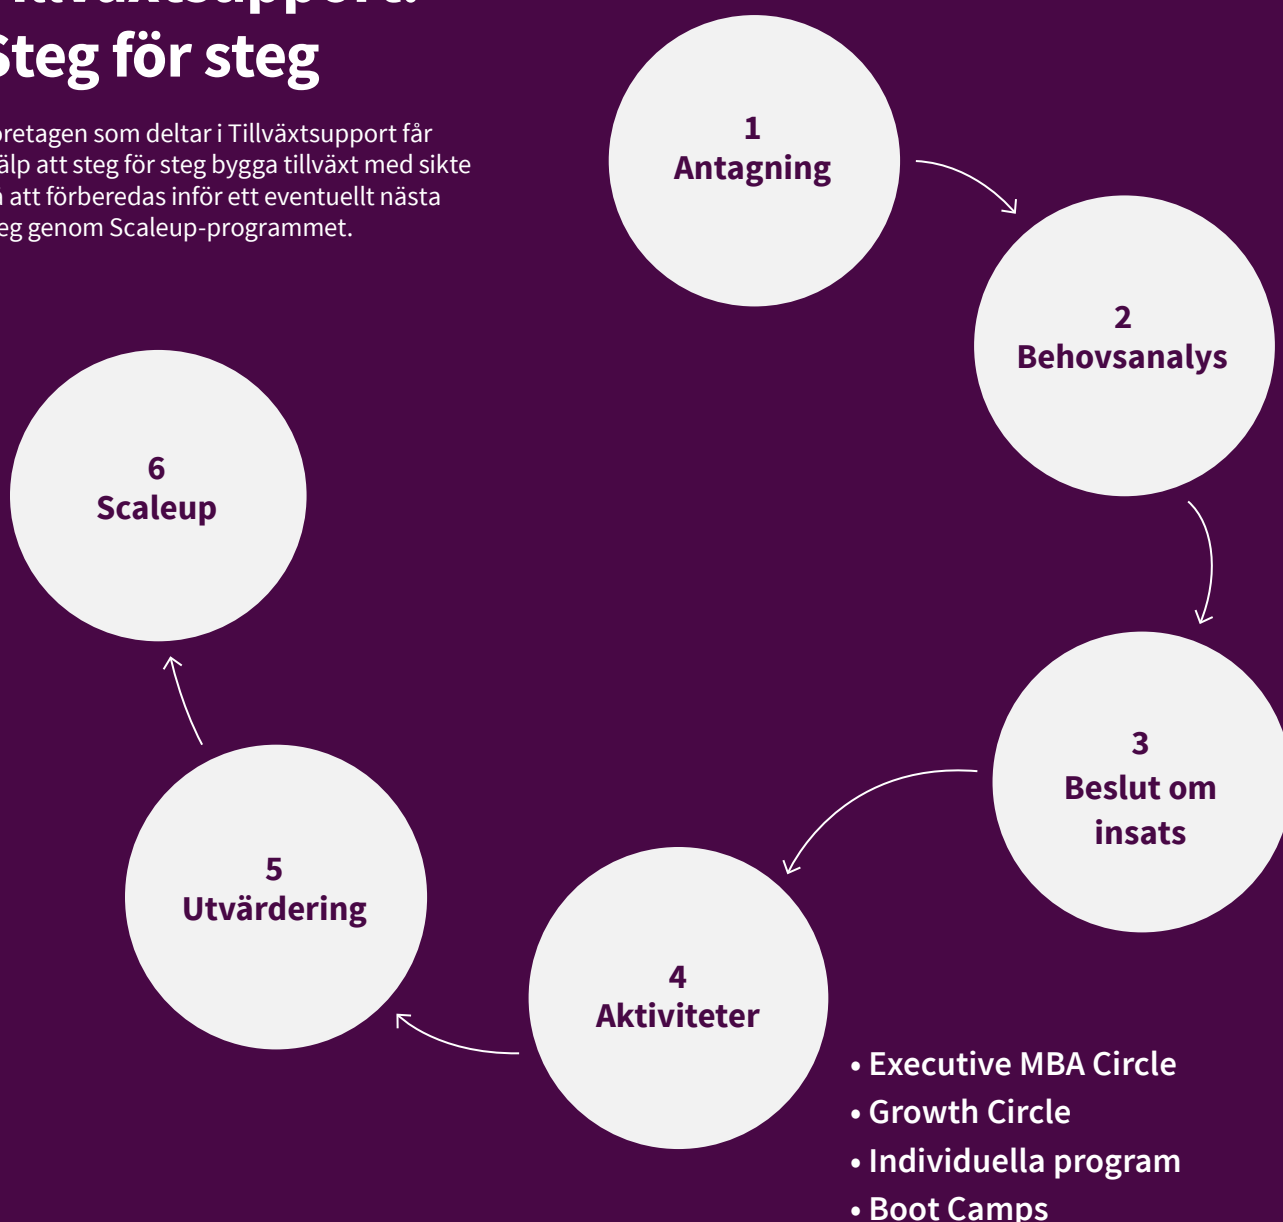 Tillväxtsupport:
Steg för steg
öretagen som deltar i Tillväxtsupport får
älp att steg för steg bygga tillväxt med sikte
å att förberedas inför ett eventuellt nästa
eg genom Scaleup-programmet.
1
Antagning
2
Behovsanalys
3
Beslut om
insats
4
Aktiviteter
• Executive MBA Circle
• Growth Circle
• Individuella program
• Boot Camps
5
Utvärdering
6
Scaleup